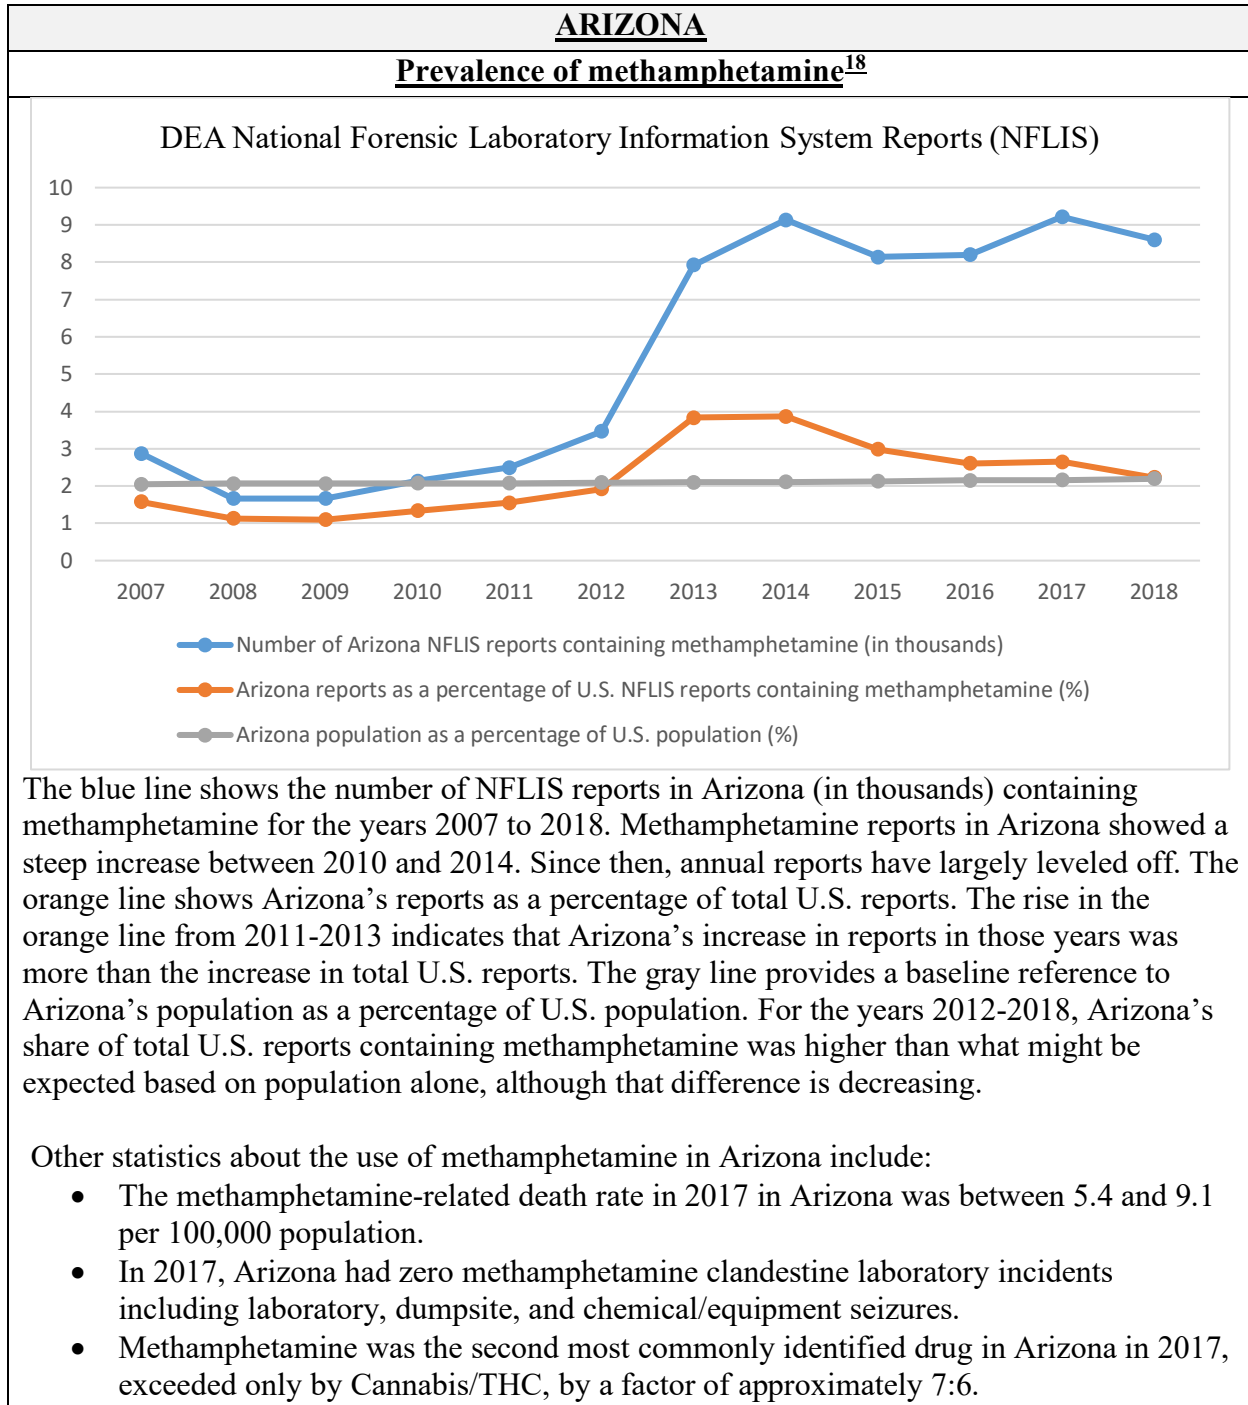 ARIZONA
Prevalence of methamphetamine18
DEA National Forensic Laboratory Information System Reports (NFLIS)
10
9
8
7
6
5
4
3
2
1
0
2007 2008 2009 2010 2011 2012 2013 2014 2015 2016 2017 2018
Number of Arizona NFLIS reports containing methamphetamine (in thousands)
Arizona reports as a percentage of U.S. NFLIS reports containing methamphetamine (%)
Arizona population as a percentage of U.S. population (%)
The blue line shows the number of NFLIS reports in Arizona (in thousands) containing
methamphetamine for the years 2007 to 2018. Methamphetamine reports in Arizona showed a
steep increase between 2010 and 2014. Since then, annual reports have largely leveled off. The
orange line shows Arizona’s reports as a percentage of total U.S. reports. The rise in the
orange line from 2011-2013 indicates that Arizona’s increase in reports in those years was
more than the increase in total U.S. reports. The gray line provides a baseline reference to
Arizona’s population as a percentage of U.S. population. For the years 2012-2018, Arizona’s
share of total U.S. reports containing methamphetamine was higher than what might be
expected based on population alone, although that difference is decreasing.
Other statistics about the use of methamphetamine in Arizona include:
• The methamphetamine-related death rate in 2017 in Arizona was between 5.4 and 9.1
per 100,000 population.
• In 2017, Arizona had zero methamphetamine clandestine laboratory incidents
including laboratory, dumpsite, and chemical/equipment seizures.
• Methamphetamine was the second most commonly identified drug in Arizona in 2017,
exceeded only by Cannabis/THC, by a factor of approximately 7:6.